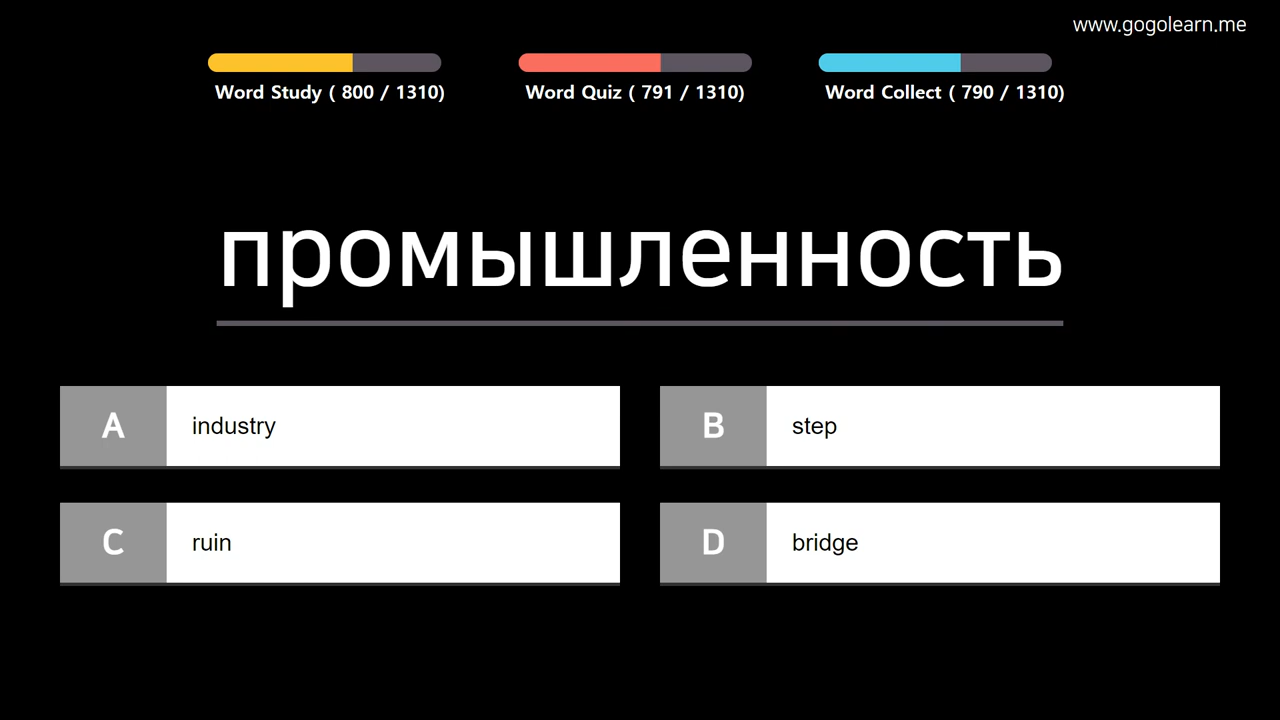 www.gogolearn.me
Word Study ( 800 / 1310)
Word Quiz ( 791 / 1310)
Word Collect ( 790 / 1310)
промышленность
A industry
B step
C ruin
D bridge